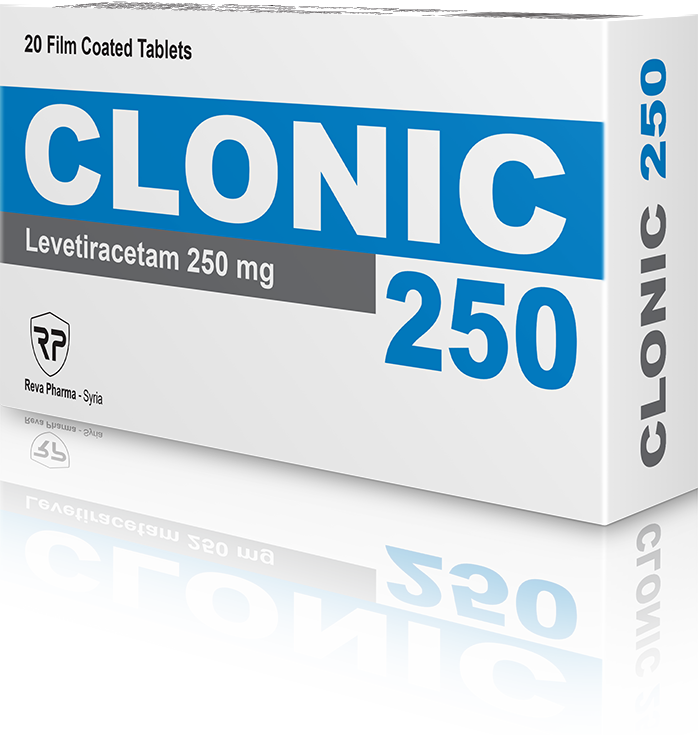 20 Film Coated Tablets
CLONIC
Levetiracetam 250 mg
250
RP
Reva Pharma - Syria
CLONIC 250